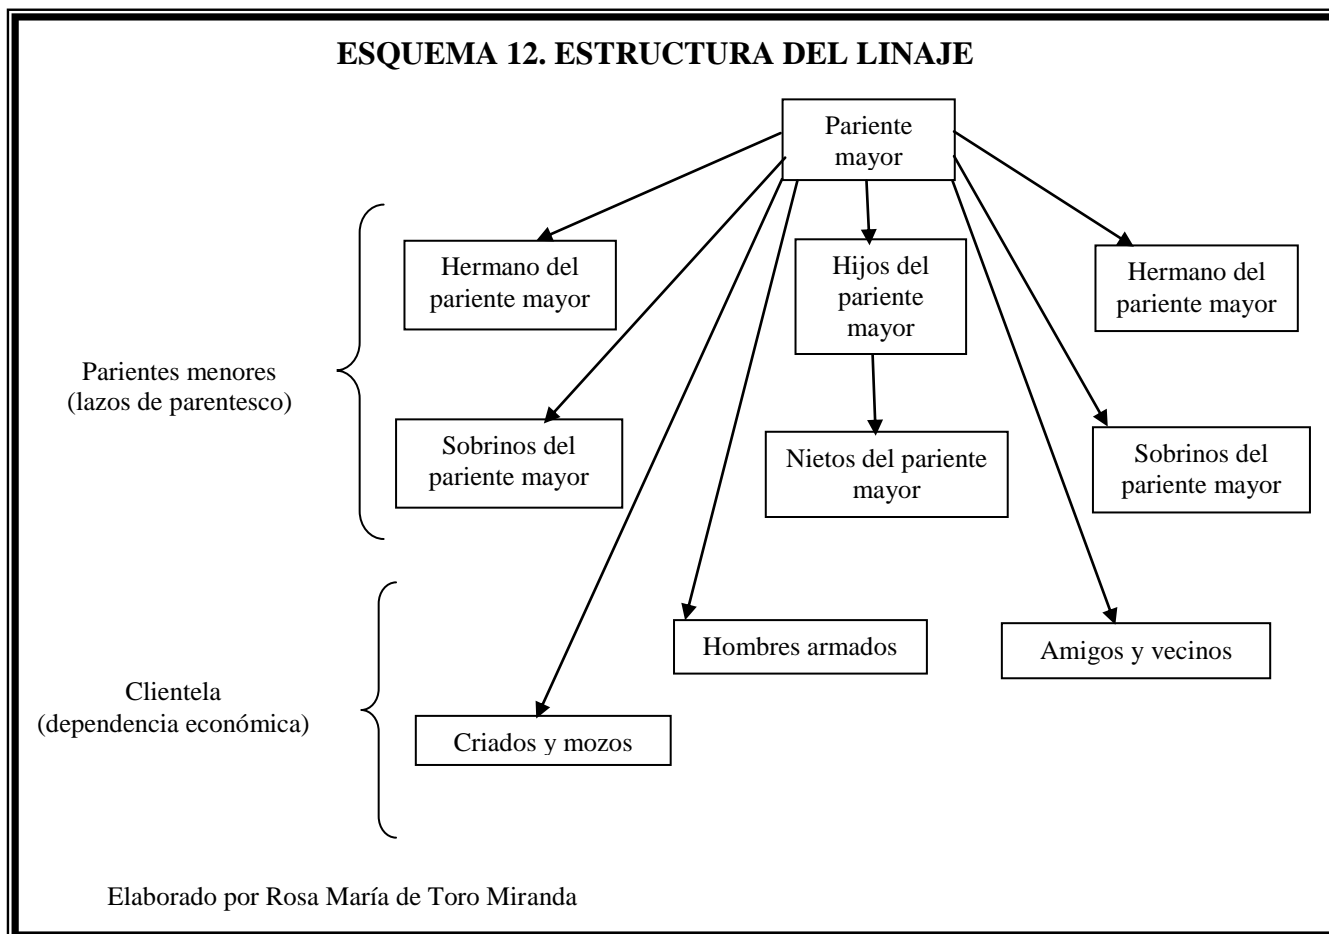 ESQUEMA 12. ESTRUCTURA DEL LINAJE
Pariente
mayor
Hermano del
pariente mayor
Hijos del
pariente
mayor
Hermano del
pariente mayor
Parientes menores
(lazos de parentesco)
Sobrinos del
pariente mayor
Nietos del pariente
mayor
Sobrinos del
pariente mayor
Hombres armados
Amigos y vecinos
Clientela
(dependencia económica)
Criados y mozos
Elaborado por Rosa María de Toro Miranda